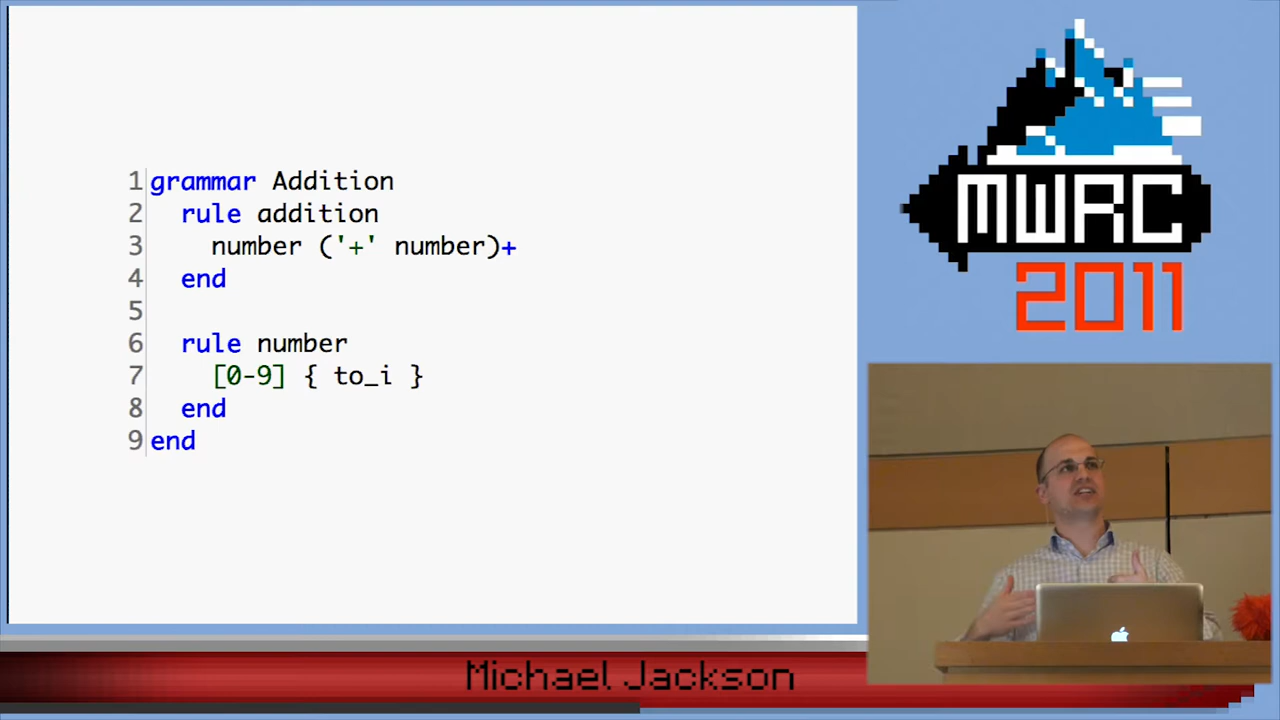 1 grammar Addition
2 rule addition
3 number ('+' number)+
4 end
5
6 rule number
7 [0-9] { to_i }
8 end
9 end
MWRC
2011
Michael Jackson